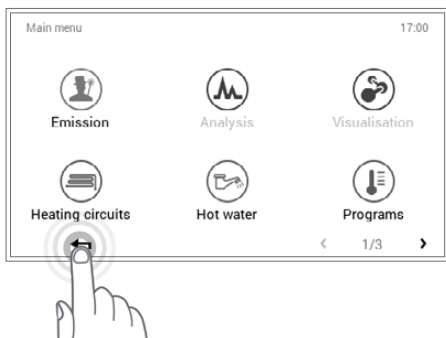 Main menu 17:00
Emission Analysis Visualisation
Heating circuits Hot water Programs
1/3